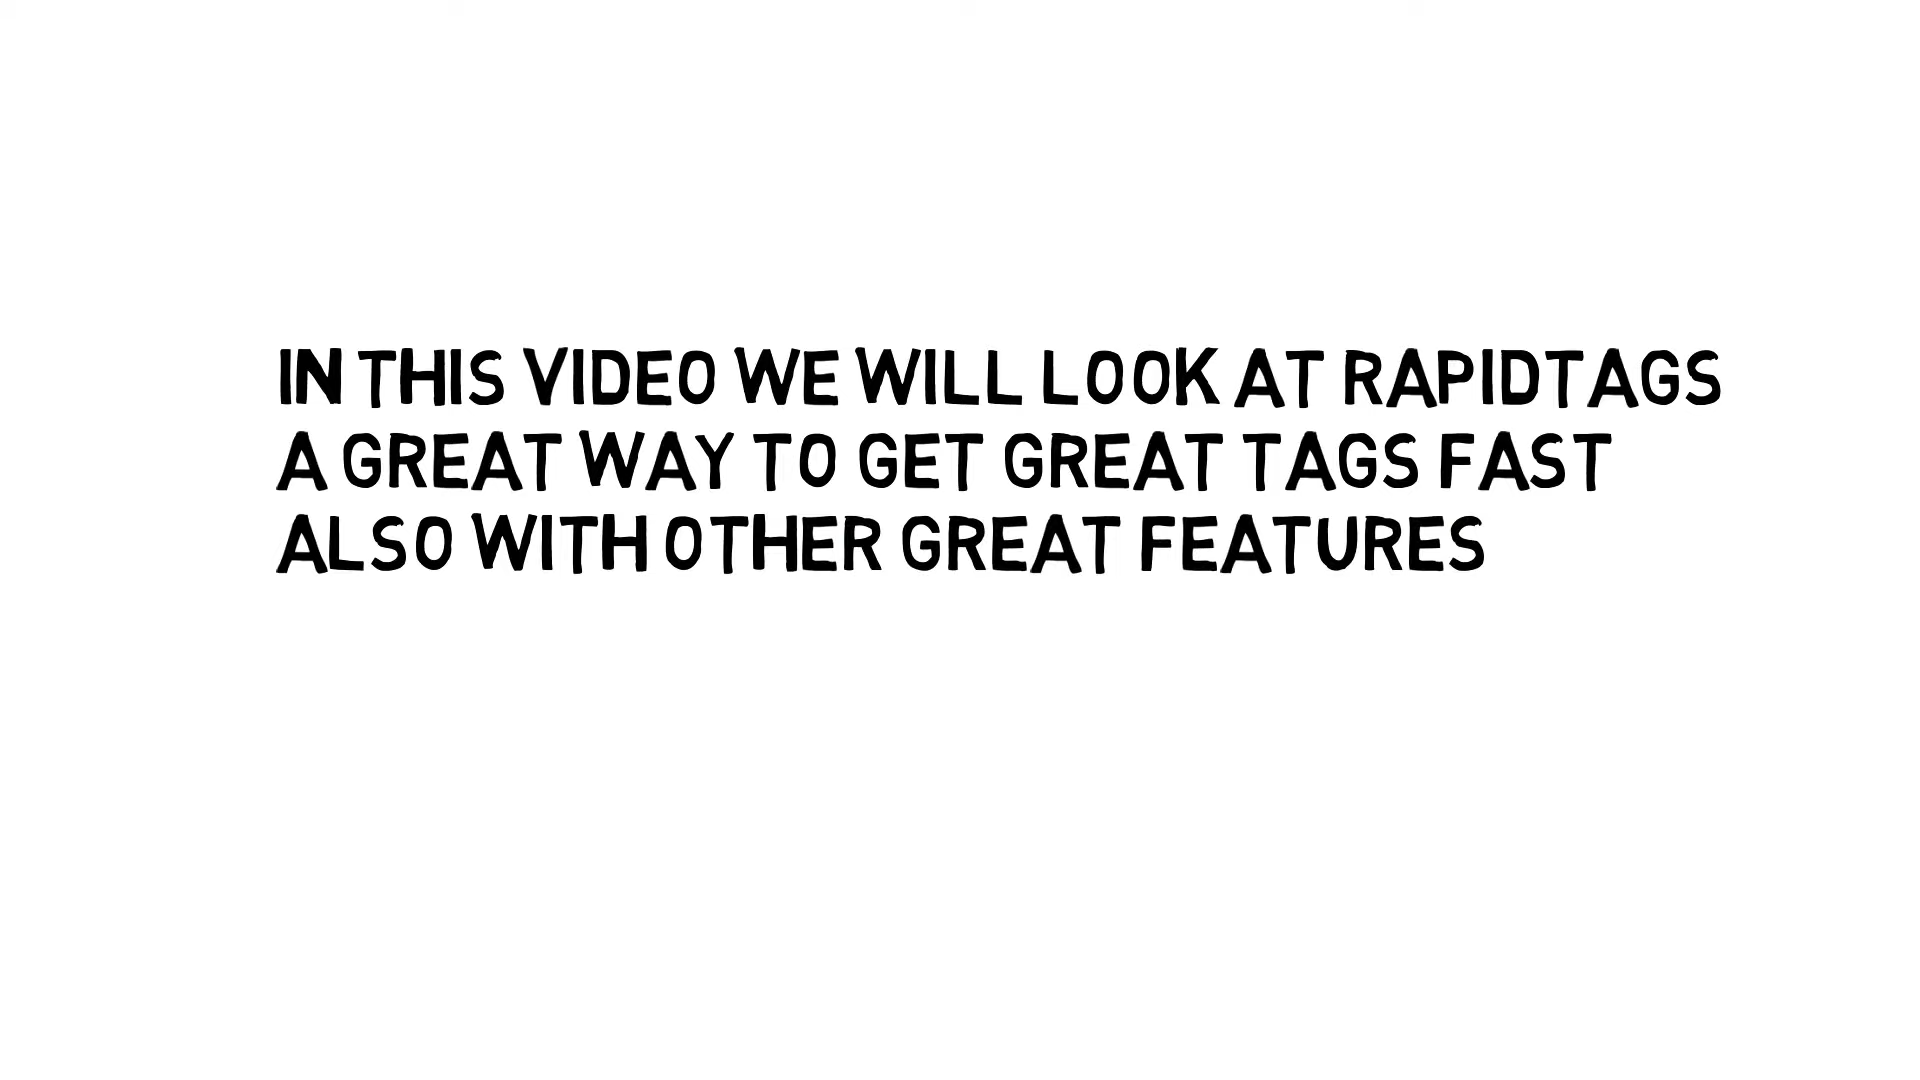 IN THIS VIDEO WE WILL LOOK AT RAPIDTAGS
A GREAT WAY TO GET GREAT TAGS FAST
ALSO WITH OTHER GREAT FEATURES